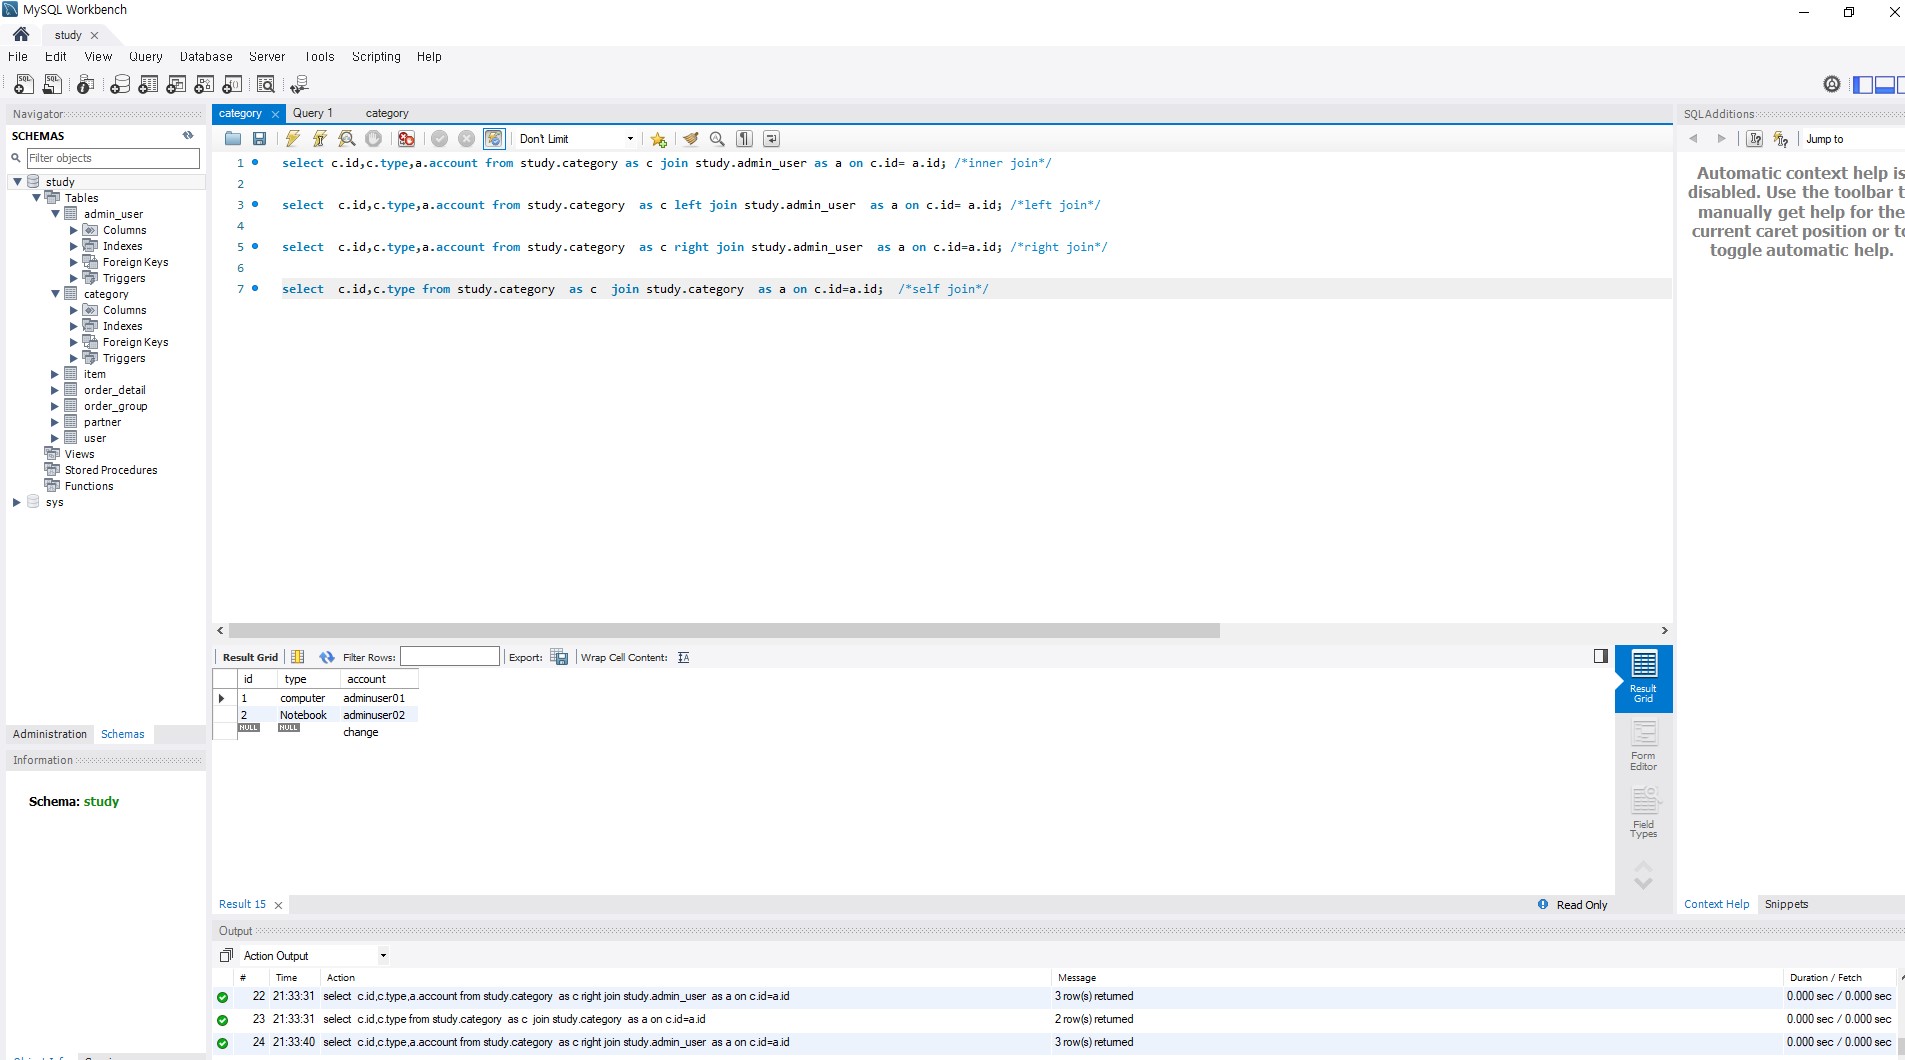 MySQL Workbench
study
File Edit View Query Database Server Tools Scripting Help
Navigator
SCHEMAS
Filter objects
study
Tables
admin_user
Columns
Indexes
Foreign Keys
Triggers
category
Columns
Indexes
Foreign Keys
Triggers
item
order_detail
order_group
partner
user
Views
Stored Procedures
Functions
sys
Administration Schemas
Information
Schema: study
category Query 1 category
Don't Limit
1 select c.id,c.type,a.account from study.category as c join study.admin_user as a on c.id= a.id; /*inner join*/
2
3 select  c.id,c.type,a.account from study.category  as c left join study.admin_user  as a on c.id= a.id; /*left join*/
4
5 select  c.id,c.type,a.account from study.category  as c right join study.admin_user  as a on c.id=a.id; /*right join*/
6
7 select  c.id,c.type from study.category  as c  join study.category  as a on c.id=a.id;  /*self join*/
Result Grid Filter Rows: Export: Wrap Cell Content:
id type account
1 computer adminuser01
2 Notebook adminuser02
NULL NULL change
Result Grid
Form Editor
Field Types
Result 15
Read Only
SQLAdditions
Jump to
Automatic context help is
disabled. Use the toolbar t
manually get help for the
current caret position or to
toggle automatic help.
Context Help Snippets
Output
Action Output
# Time Action Message Duration / Fetch
22 21:33:31 select  c.id,c.type,a.account from study.category  as c right join study.admin_user  as a on c.id=a.id 3 row(s) returned 0.000 sec / 0.000 sec
23 21:33:31 select  c.id,c.type from study.category  as c  join study.category  as a on c.id=a.id 2 row(s) returned 0.000 sec / 0.000 sec
24 21:33:40 select  c.id,c.type,a.account from study.category  as c right join study.admin_user  as a on c.id=a.id 3 row(s) returned 0.000 sec / 0.000 sec